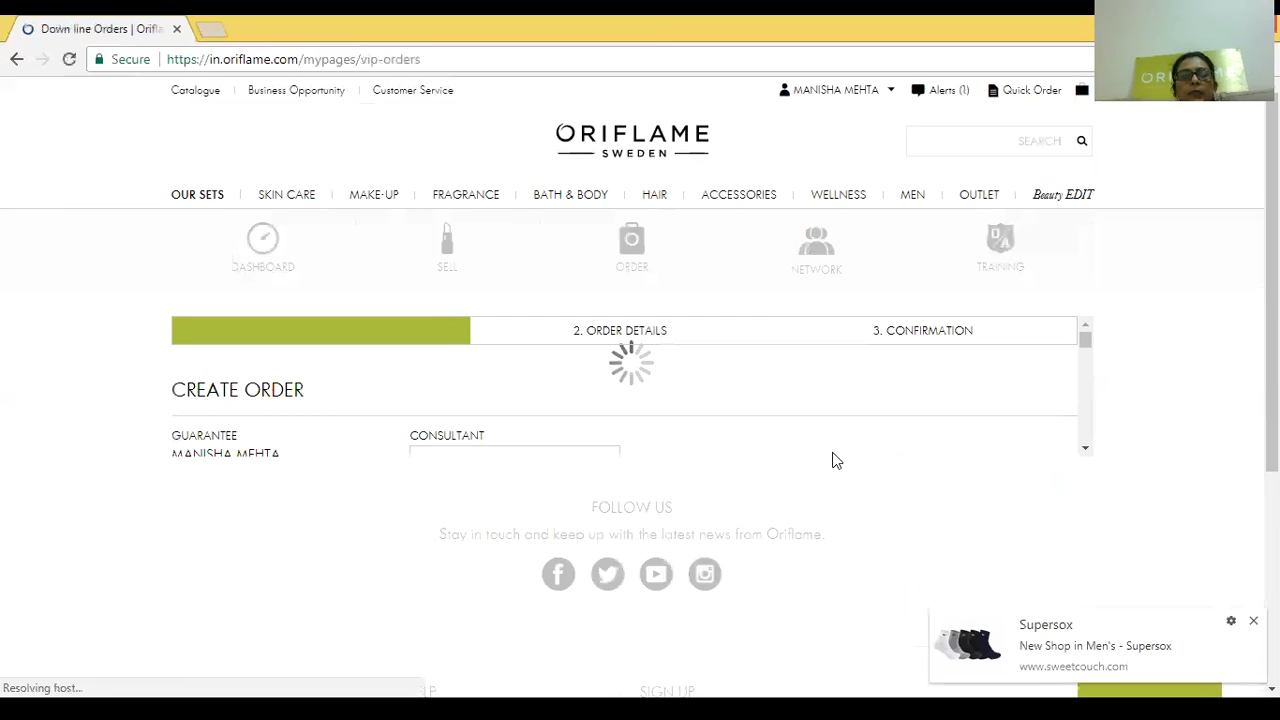 Down line Orders | Orifla
Secure https://in.oriflame.com/mypages/vip-orders
Catalogue Business Opportunity Customer Service MANISHA MEHTA Alerts (1) Quick Order
ORIFLAME
SWEDEN
SEARCH
OUR SETS SKIN CARE MAKE-UP FRAGRANCE BATH & BODY HAIR ACCESSORIES WELLNESS MEN OUTLET Beauty EDIT
DASHBOARD SELL ORDER NETWORK TRAINING
2. ORDER DETAILS 3. CONFIRMATION
CREATE ORDER
GUARANTEE CONSULTANT
MANISHA MEHTA
FOLLOW US
Stay in touch and keep up with the latest news from Oriflame.
Supersox
New Shop in Men's - Supersox
www.sweetcouch.com
Resolving host...
SIGN UP